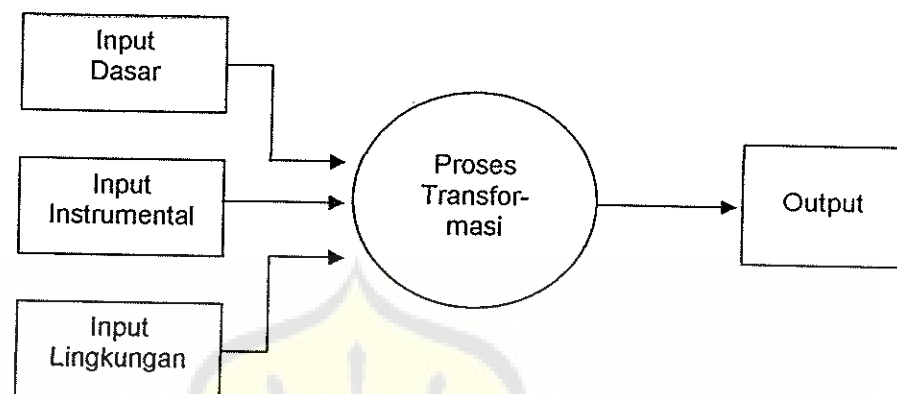 Input
Dasar
Input
Instrumental
Input
Lingkungan
Proses
Transfor-
masi
Output